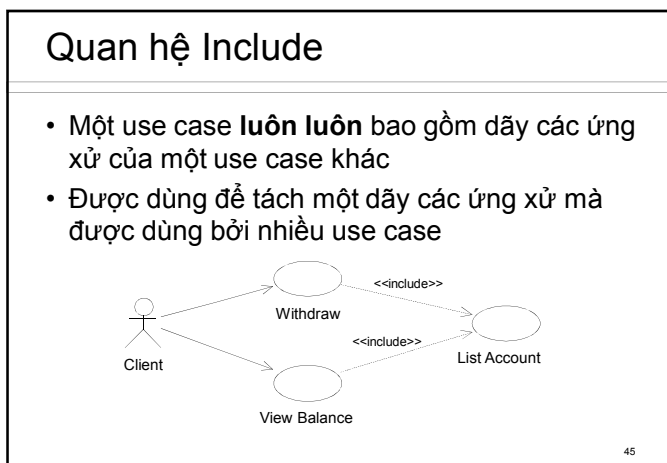 Quan hệ Include
• Một use case luôn luôn bao gồm dãy các ứng
xử của một use case khác
• Được dùng để tách một dãy các ứng xử mà
được dùng bởi nhiều use case
<<include>>
Withdraw
<<include>>
List Account
Client
View Balance
45